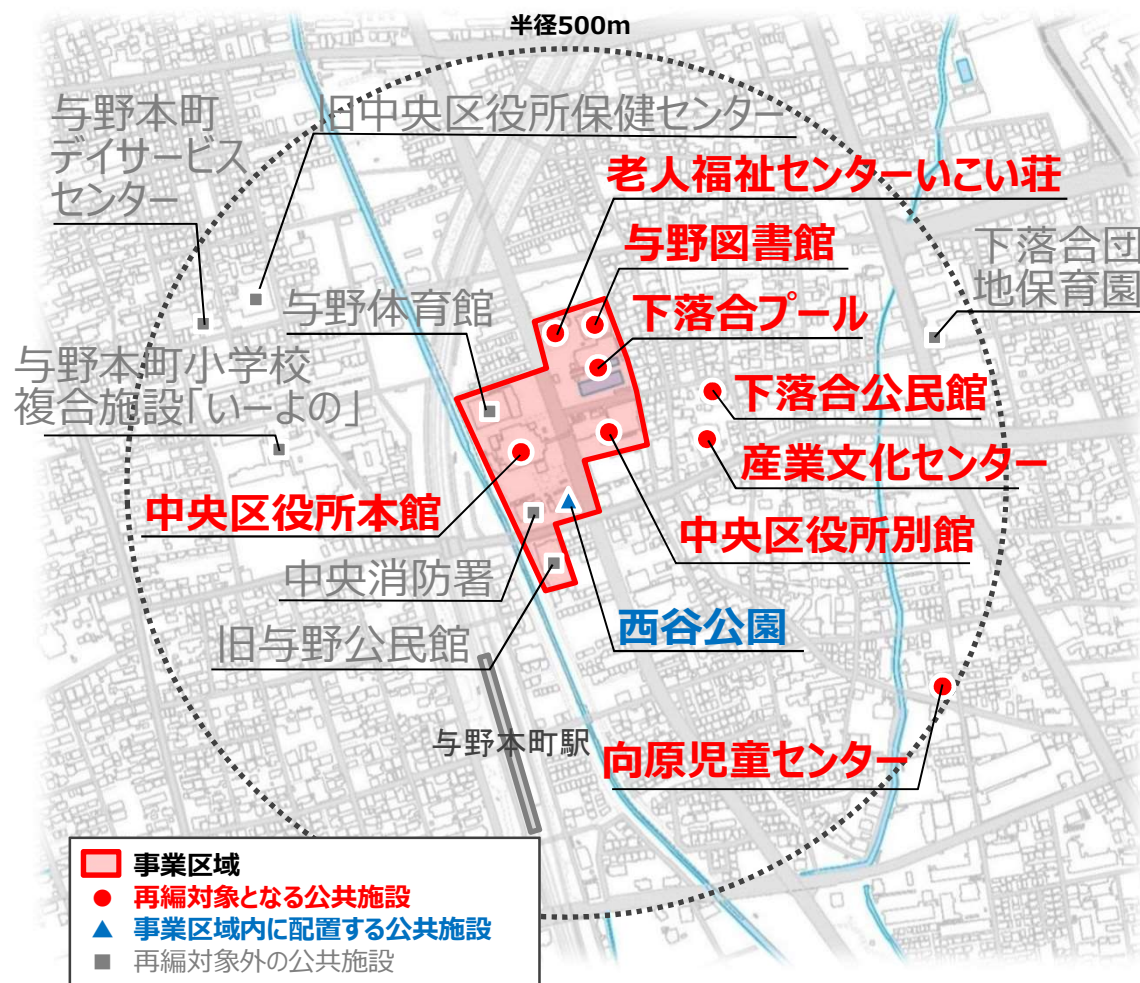 半径500m
与野本町
デイサービス
センター
旧中央区役所保健センター
老人福祉センターいこい荘
与野図書館
下落合団
地保育園
与野体育館
下落合プール
与野本町小学校
複合施設「いーよの」
下落合公民館
産業文化センター
中央区役所本館
中央区役所別館
中央消防署
西谷公園
旧与野公民館
与野本町駅
向原児童センター
事業区域
再編対象となる公共施設
事業区域内に配置する公共施設
再編対象外の公共施設